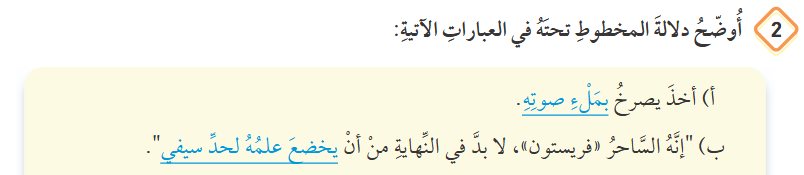 2 أُوضّحُ دلالةَ المخطوطِ تحتَهُ في العباراتِ الآتيةِ:
أ) أخذَ يصرخُ بمَلْءِ صوتِهِ.
ب) "إنَّهُ السَّاحرُ «فريستون»، لا بدَّ في النِّهايةِ منْ أنْ يخضعَ علمُهُ لحدِّ سيفي".